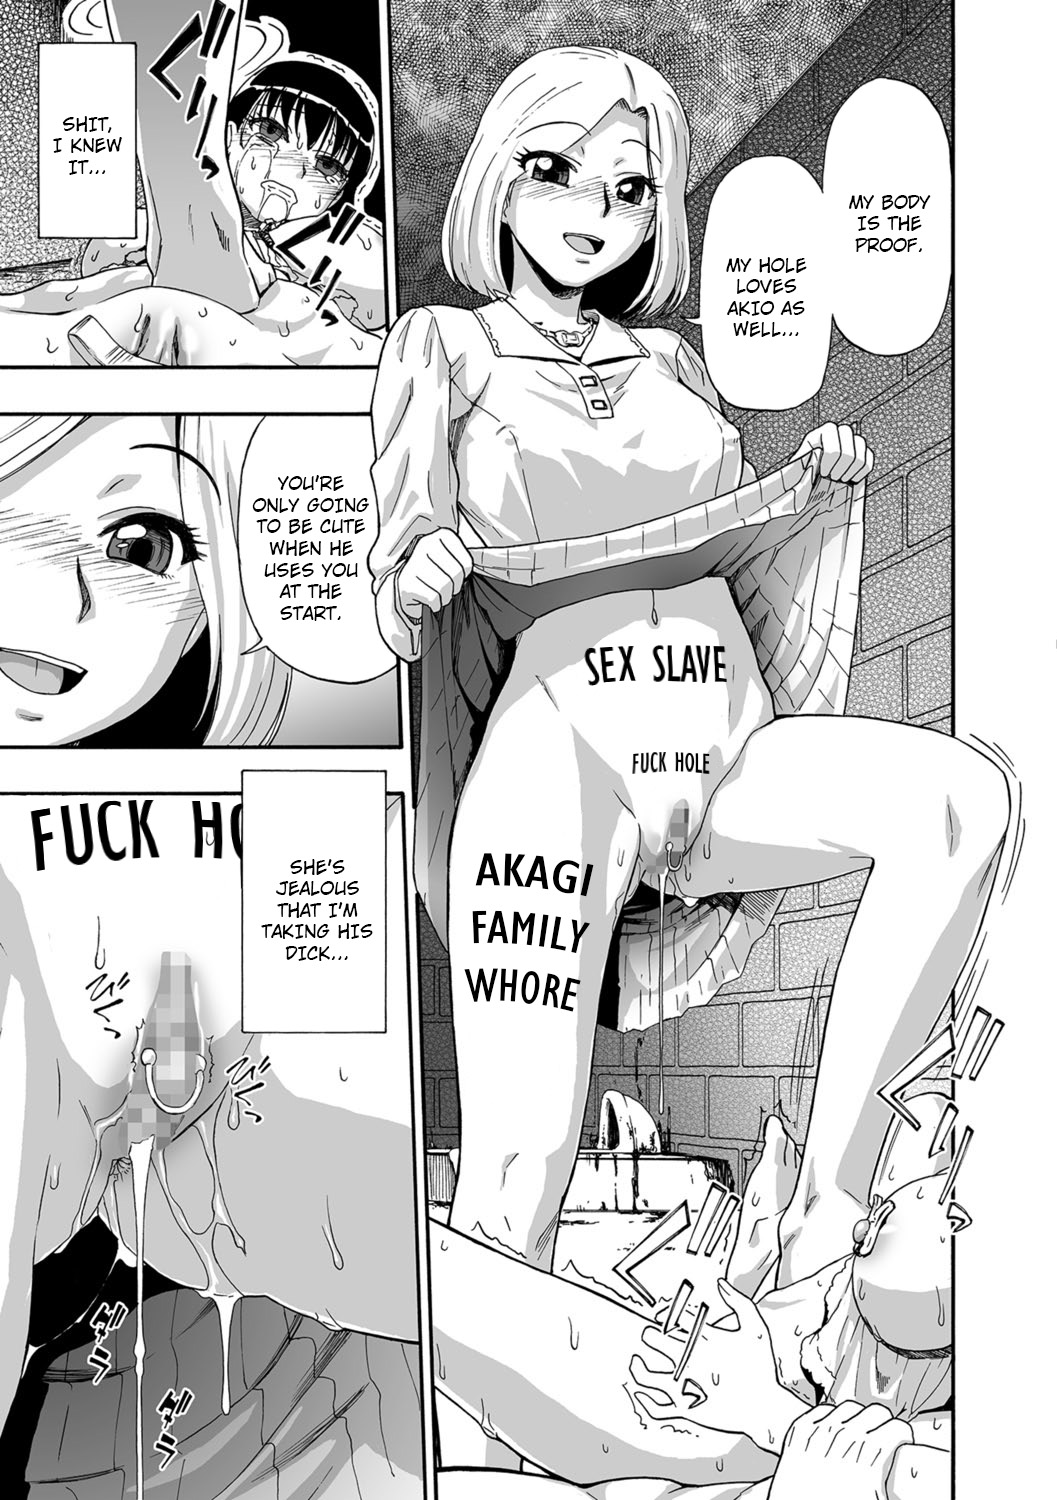 MY BODY
IS THE
PROOF.
MY HOLE
LOVES
AKIO AS
WELL...
SEX SLAVE
FUCK HOLE
AKAGI
FAMILY
WHORE
SHIT,
I KNEW
IT...
YOU'RE
ONLY GOING
TO BE CUTE
WHEN HE
USES YOU
AT THE
START.
SHE'S
JEALOUS
THAT I'M
TAKING HIS
DICK...
FUCK HO